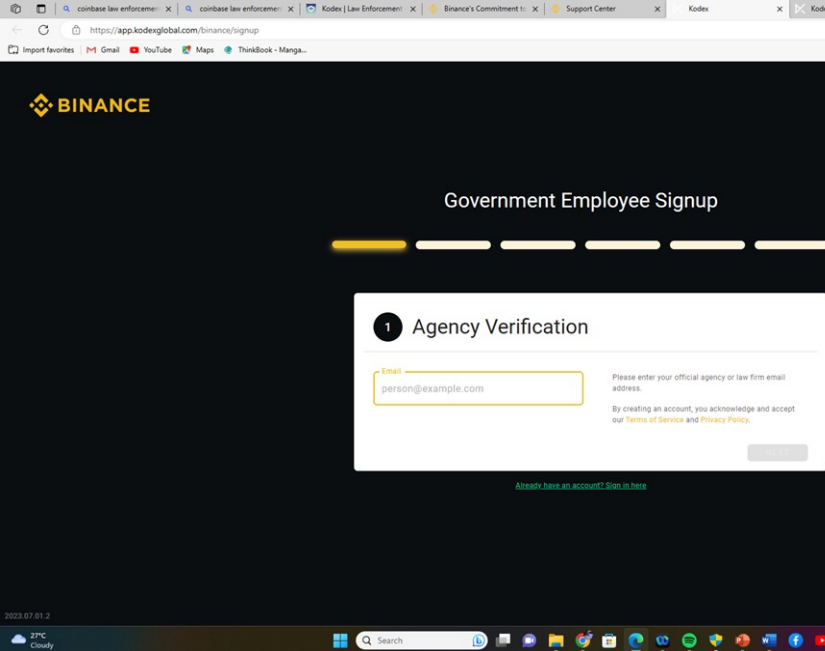 coinbase law enforcement
coinbase law enforcement
Kodex | Law Enforcement
Binance's Commitment to
Support Center
Kodex
Kod
https://app.kodexglobal.com/binance/signup
Import favorites
Gmail
YouTube
Maps
ThinkBook - Manga...
BINANCE
Government Employee Signup
1
Agency Verification
Email
person@example.com
Please enter your official agency or law firm email
address.
By creating an account, you acknowledge and accept
our Terms of Service and Privacy Policy.
NEXT
Already have an account? Sign in here
2023.07.01.2
27°C
Cloudy
Search